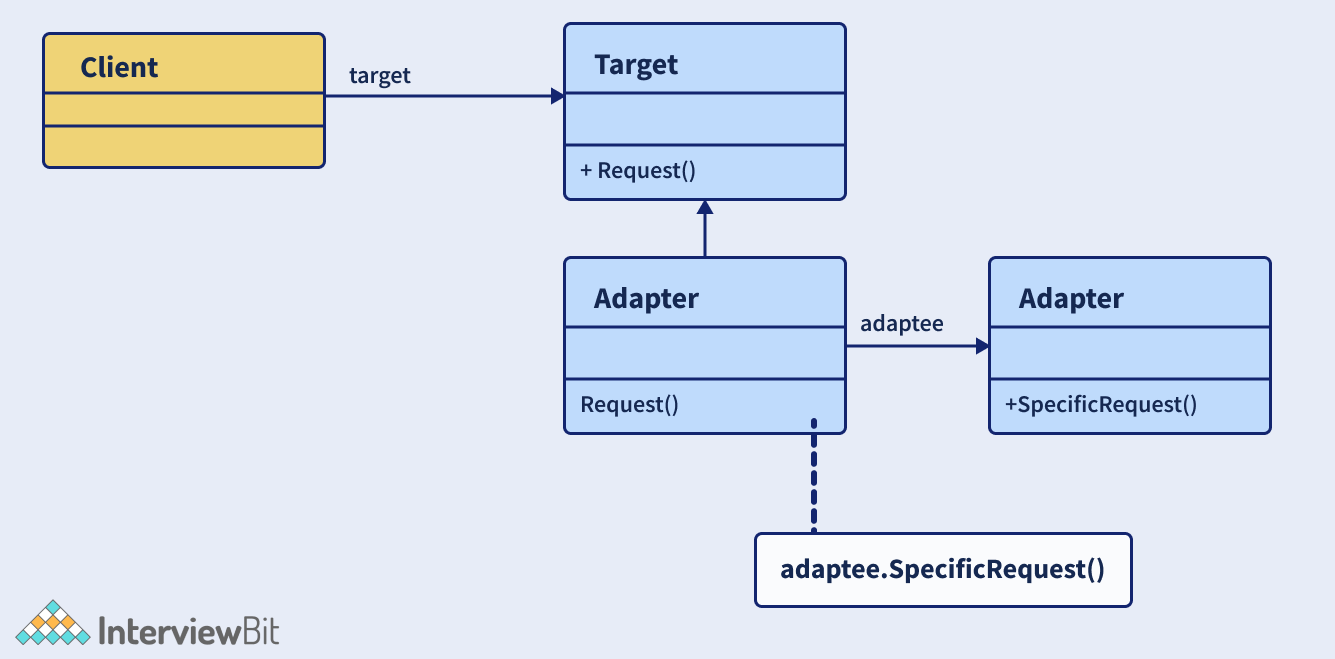 Client
target
Target
+ Request()
Adapter
Request()
adaptee
Adapter
+SpecificRequest()
adaptee.SpecificRequest()
InterviewBit